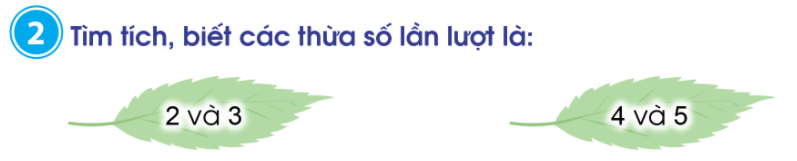 2 Tìm tích, biết các thừa số lần lượt là:
2 và 3 4 và 5